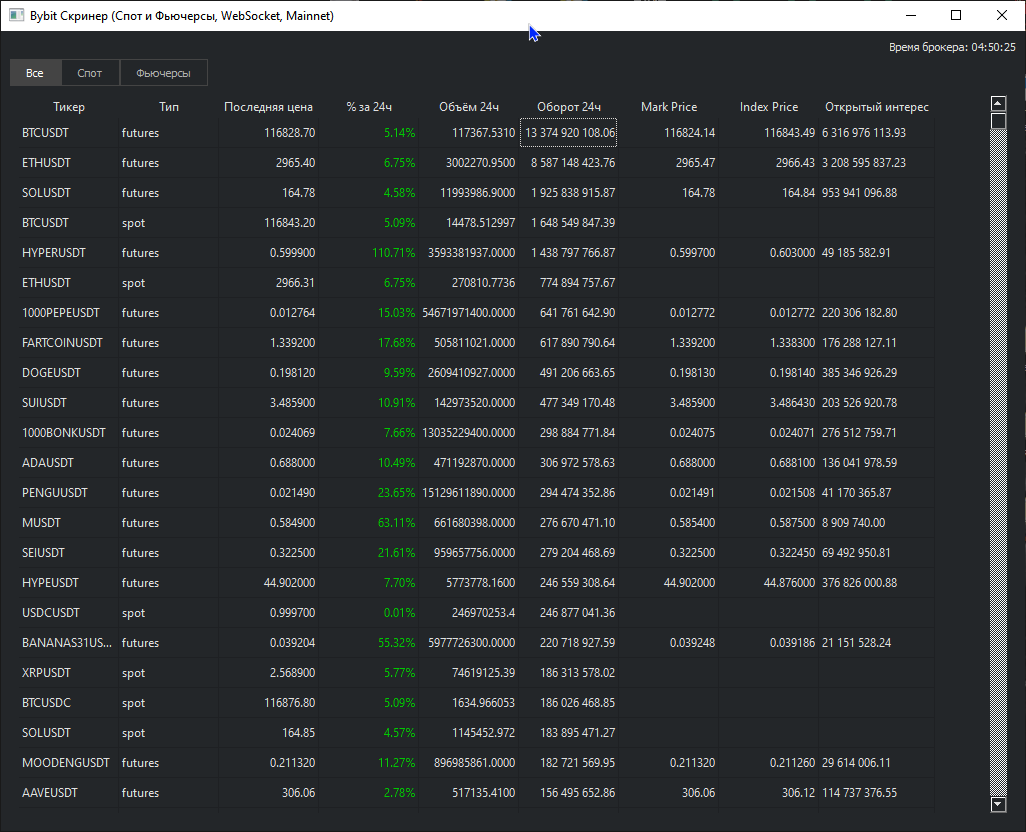 Bybit Скринер (Спот и Фьючерсы, WebSocket, Mainnet)
Время брокера: 04:50:25
Все Спот Фьючерсы
Тикер Тип Последняя цена % за 24ч Объём 24ч Оборот 24ч Mark Price Index Price Открытый интерес
BTCUSDT futures 116828.70 5.14% 117367.5310 13 374 920 108.06 116824.14 116843.49 6 316 976 113.93
ETHUSDT futures 2965.40 6.75% 3002270.9500 8 587 148 423.76 2965.47 2966.43 3 208 595 837.23
SOLUSDT futures 164.78 4.58% 11993986.9000 1 925 838 915.87 164.78 164.84 953 941 096.88
BTCUSDT spot 116843.20 5.09% 14478.512997 1 648 549 847.39
HYPERUSDT futures 0.599900 110.71% 3593381937.0000 1 438 797 766.87 0.599700 0.603000 49 185 582.91
ETHUSDT spot 2966.31 6.75% 270810.7736 774 894 757.67
1000PEPEUSDT futures 0.012764 15.03% 54671971400.0000 641 761 642.90 0.012772 0.012772 220 306 182.80
FARTCOINUSDT futures 1.339200 17.68% 505811021.0000 617 890 790.64 1.339200 1.338300 176 288 127.11
DOGEUSDT futures 0.198120 9.59% 2609410927.0000 491 206 663.65 0.198130 0.198140 385 346 926.29
SUIUSDT futures 3.485900 10.91% 142973520.0000 477 349 170.48 3.485900 3.486430 203 526 920.78
1000BONKUSDT futures 0.024069 7.66% 13035229400.0000 298 884 771.84 0.024075 0.024071 276 512 759.71
ADAUSDT futures 0.688000 10.49% 471192870.0000 306 972 578.63 0.688000 0.688100 136 041 978.59
PENGUUSDT futures 0.021490 23.65% 15129611890.0000 294 474 352.86 0.021491 0.021508 41 170 365.87
MUSDT futures 0.584900 63.11% 661680398.0000 276 670 471.10 0.585400 0.587500 8 909 740.00
SEIUSDT futures 0.322500 21.61% 959657756.0000 279 204 468.69 0.322500 0.322450 69 492 950.81
HYPEUSDT futures 44.902000 7.70% 5773778.1600 246 559 308.64 44.902000 44.876000 376 826 000.88
USDCUSDT spot 0.999700 0.01% 246970253.4 246 877 041.36
BANANAS31US... futures 0.039204 55.32% 5977726300.0000 220 718 927.59 0.039248 0.039186 21 151 528.24
XRPUSDT spot 2.568900 5.77% 74619125.39 186 313 578.02
BTCUSDC spot 116876.80 5.09% 1634.966053 186 026 468.85
SOLUSDT spot 164.85 4.57% 1145452.972 183 895 471.27
MOODENGUSDT futures 0.211320 11.27% 896985861.0000 182 721 569.95 0.211320 0.211260 29 614 006.11
AAVEUSDT futures 306.06 2.78% 517135.4100 156 495 652.86 306.06 306.12 114 737 376.55